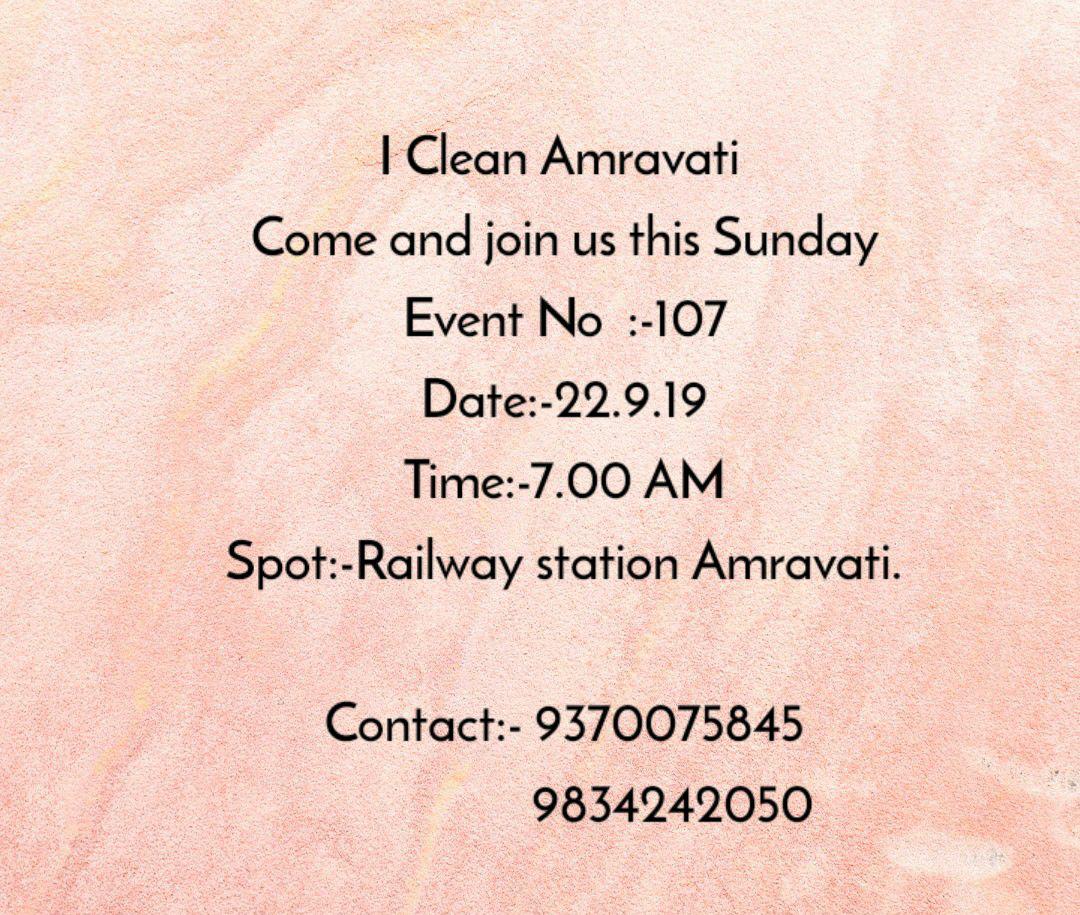 I Clean Amravati
Come and join us this Sunday
Event No  :-107
Date:-22.9.19
Time:-7.00 AM
Spot:-Railway station Amravati.
Contact:- 9370075845
9834242050